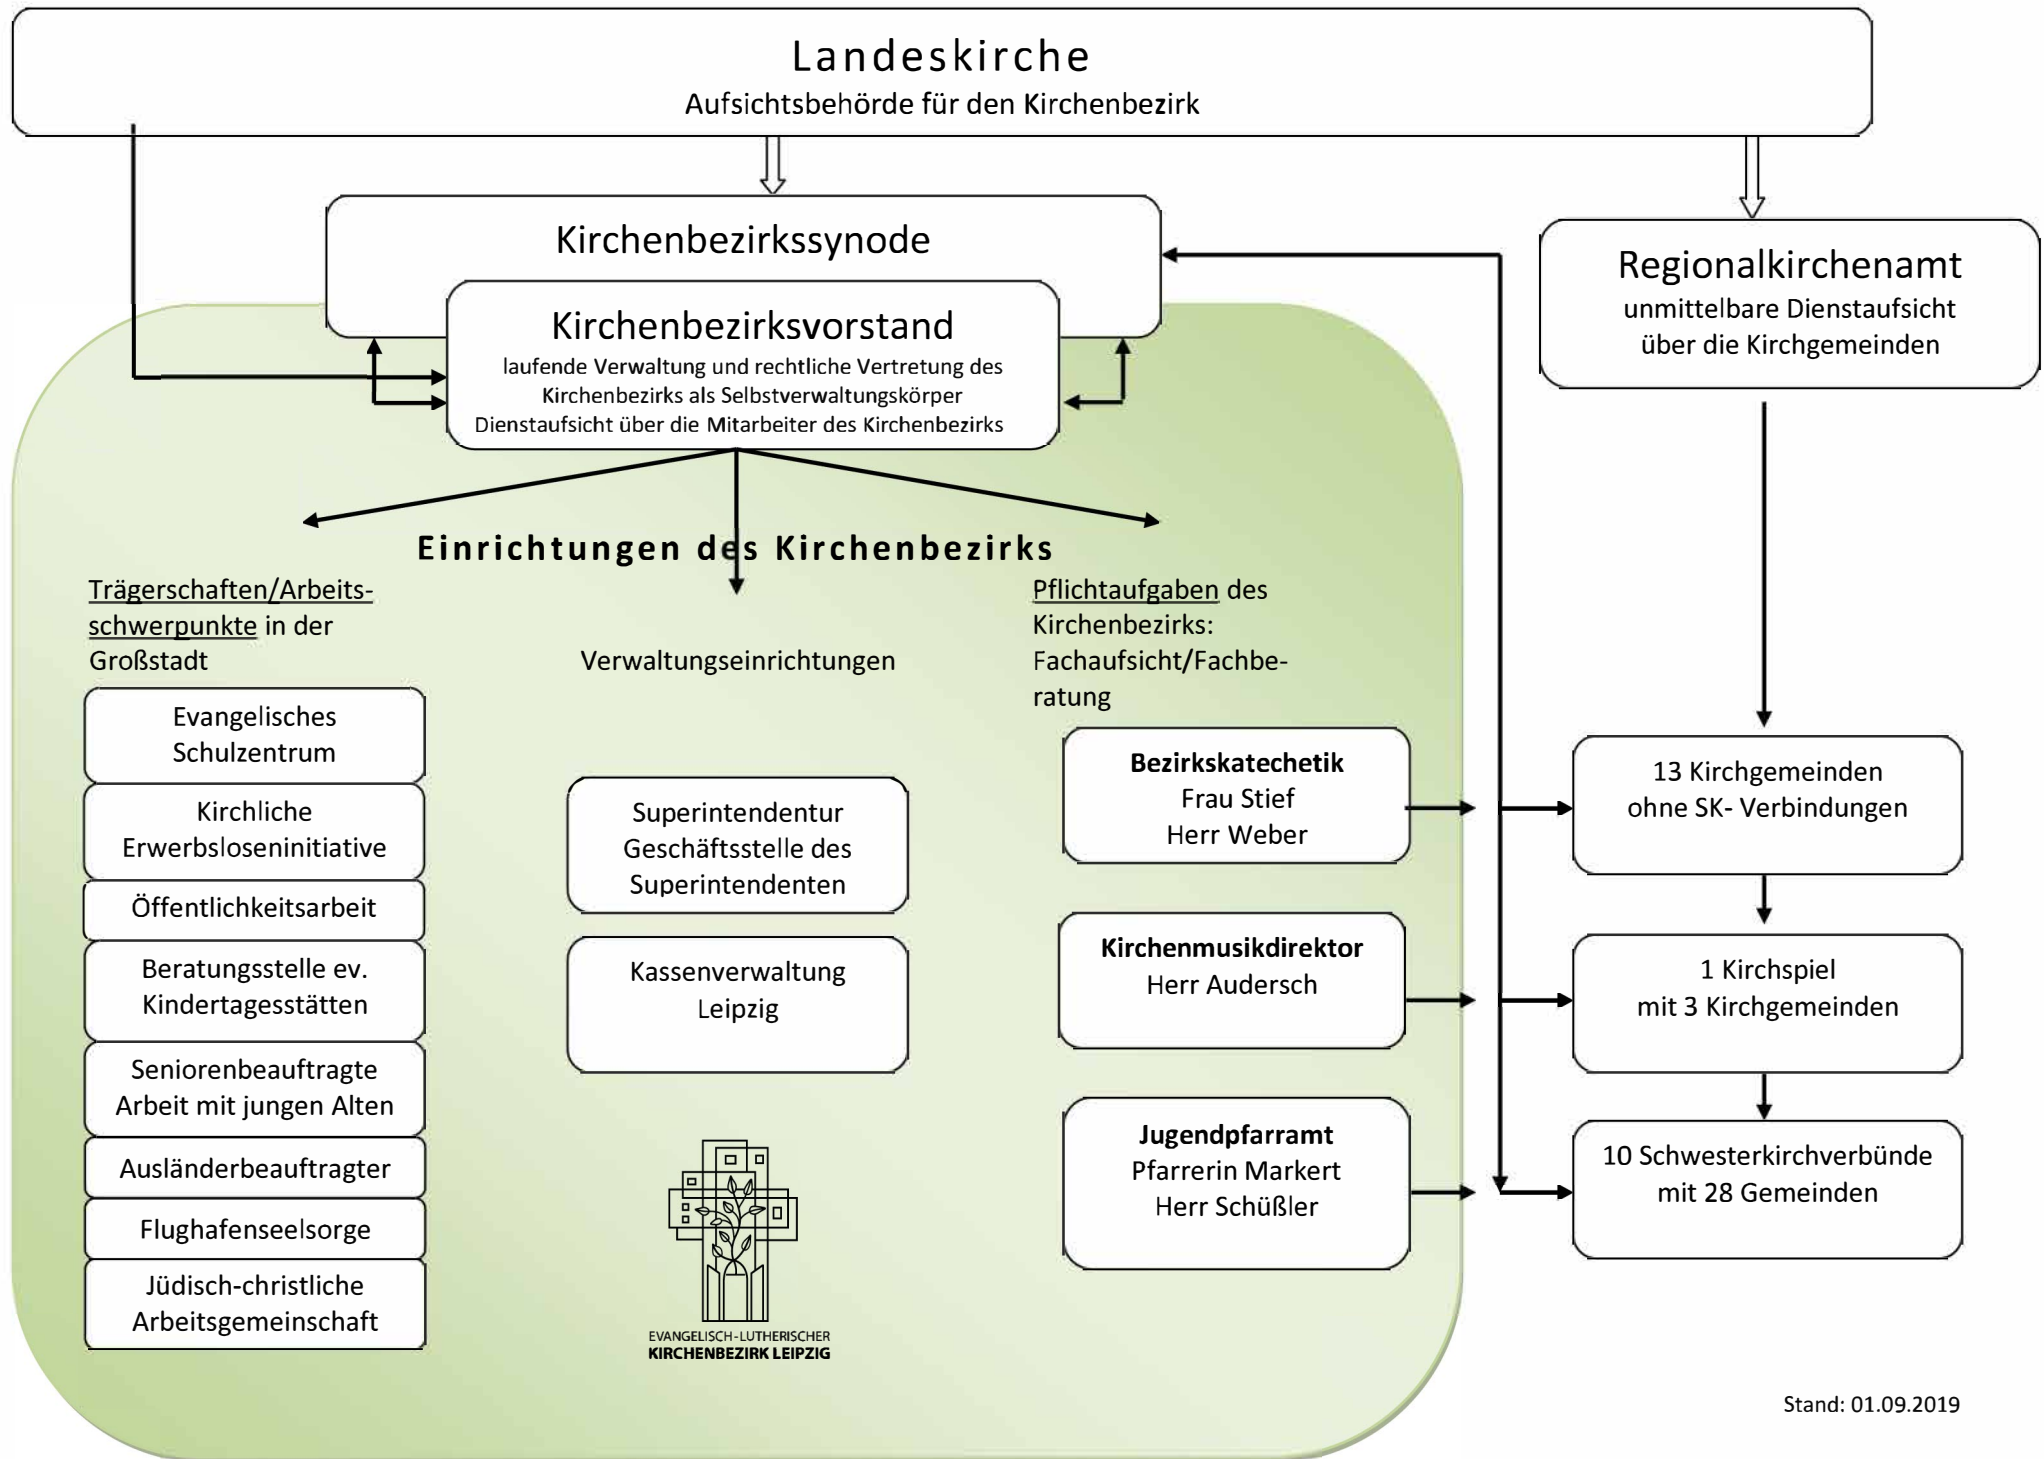 Landeskirche
Aufsichtsbehörde für den Kirchenbezirk
Kirchenbezirkssynode
Kirchenbezirksvorstand
laufende Verwaltung und rechtliche Vertretung des
Kirchenbezirks als Selbstverwaltungskörper
Dienstaufsicht über die Mitarbeiter des Kirchenbezirks
Regionalkirchenamt
unmittelbare Dienstaufsicht
über die Kirchgemeinden
Einrichtungen des Kirchenbezirks
Trägerschaften/Arbeits-
schwerpunkte in der
Großstadt
Evangelisches
Schulzentrum
Kirchliche
Erwerbsloseninitiative
Öffentlichkeitsarbeit
Beratungsstelle ev.
Kindertagesstätten
Seniorenbeauftragte
Arbeit mit jungen Alten
Ausländerbeauftragter
Flughafenseelsorge
Jüdisch-christliche
Arbeitsgemeinschaft
Verwaltungseinrichtungen
Superintendentur
Geschäftsstelle des
Superintendenten
Kassenverwaltung
Leipzig
EVANGELISCH-LUTHERISCHER
KIRCHENBEZIRK LEIPZIG
Pflichtaufgaben des
Kirchenbezirks:
Fachaufsicht/Fachbe-
ratung
Bezirkskatechetik
Frau Stief
Herr Weber
Kirchenmusikdirektor
Herr Audersch
Jugendpfarramt
Pfarrerin Markert
Herr Schüßler
13 Kirchgemeinden
ohne SK- Verbindungen
1 Kirchspiel
mit 3 Kirchgemeinden
10 Schwesterkirchverbünde
mit 28 Gemeinden
Stand: 01.09.2019